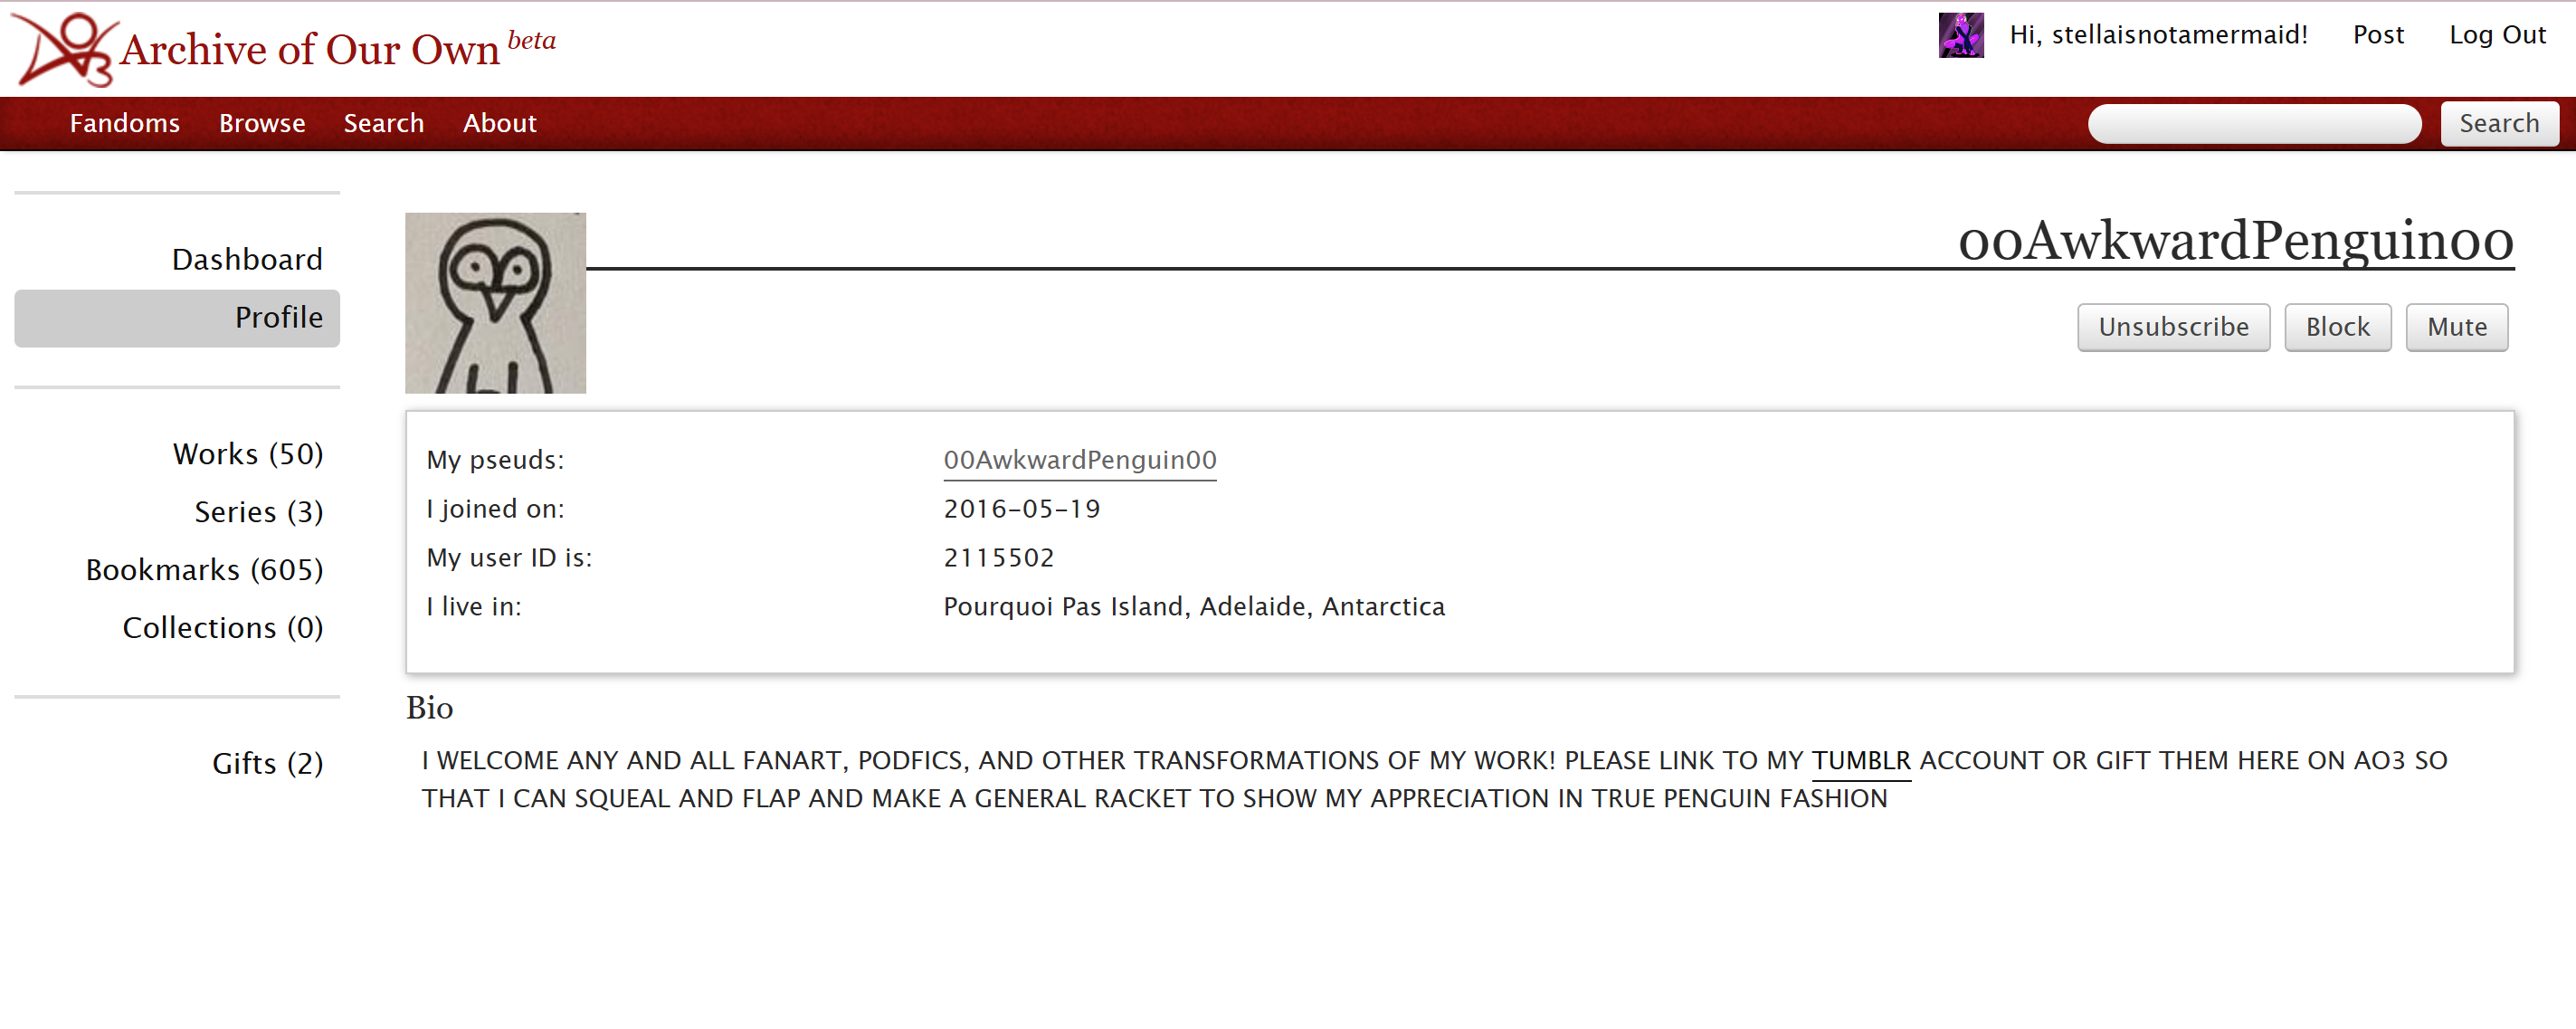 Archive of Our Own beta
Hi, stellaisnotamermaid! Post Log Out
Fandoms Browse Search About
Search
Dashboard
Profile
Works (50)
Series (3)
Bookmarks (605)
Collections (0)
Gifts (2)
00AwkwardPenguin00
Unsubscribe Block Mute
My pseuds: 00AwkwardPenguin00
I joined on: 2016-05-19
My user ID is: 2115502
I live in: Pourquoi Pas Island, Adelaide, Antarctica
Bio
I WELCOME ANY AND ALL FANART, PODFICS, AND OTHER TRANSFORMATIONS OF MY WORK! PLEASE LINK TO MY TUMBLR ACCOUNT OR GIFT THEM HERE ON AO3 SO
THAT I CAN SQUEAL AND FLAP AND MAKE A GENERAL RACKET TO SHOW MY APPRECIATION IN TRUE PENGUIN FASHION